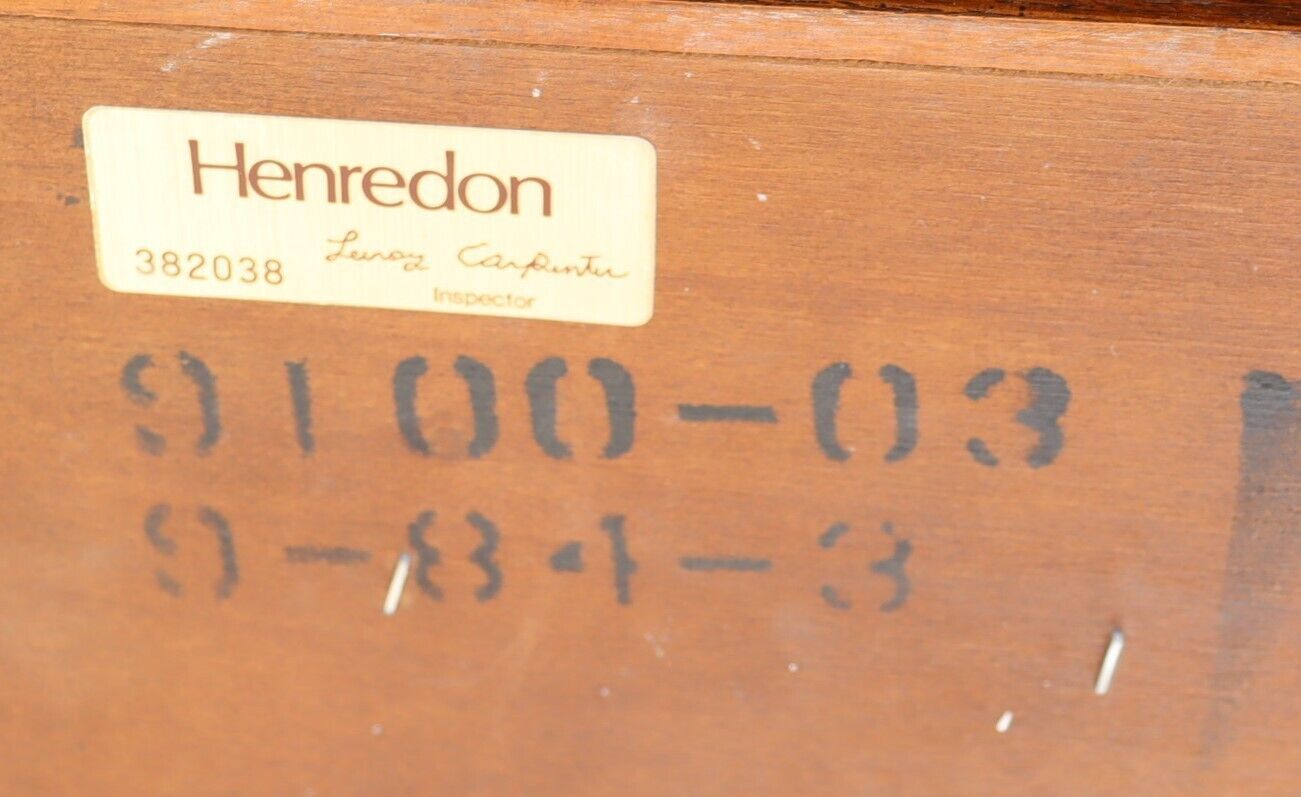 Henredon
382038 Leroy Carpenter
Inspector
9100-03
9-84-3